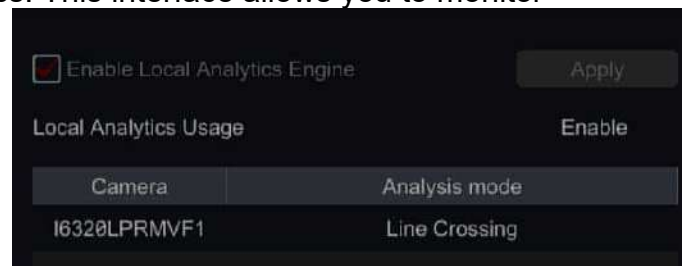 This interface allows you to monitor
Enable Local Analytics Engine Apply
Local Analytics Usage Enable
Camera Analysis mode
I6320LPRMVF1 Line Crossing